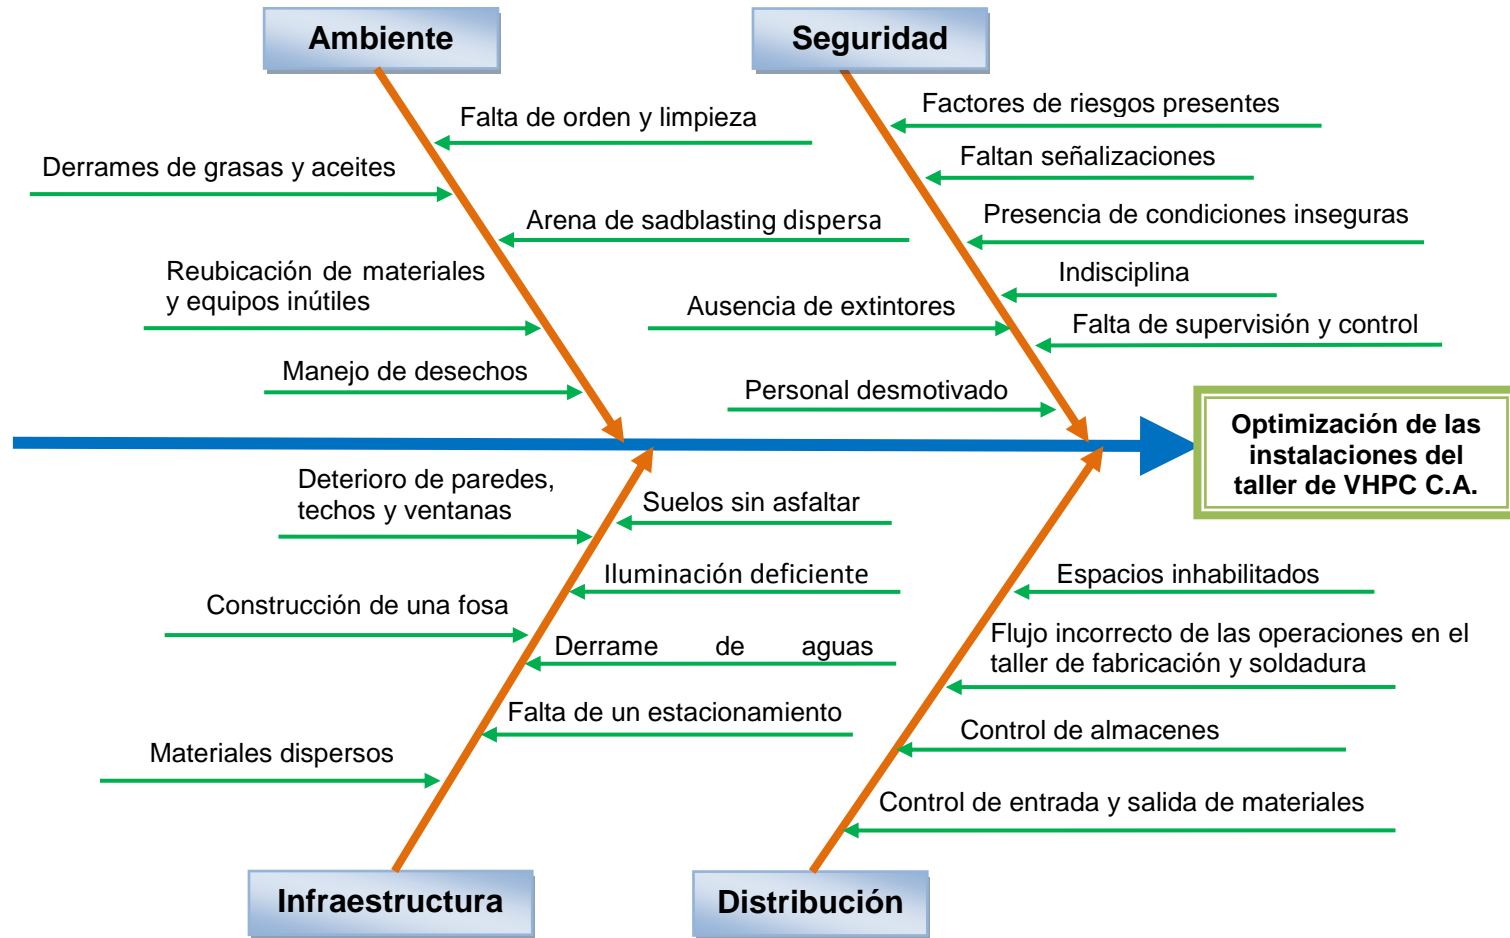 Ambiente
Seguridad
Falta de orden y limpieza
Factores de riesgos presentes
Derrames de grasas y aceites
Faltan señalizaciones
Arena de sadblasting dispersa
Presencia de condiciones inseguras
Reubicación de materiales
y equipos inútiles
Indisciplina
Ausencia de extintores
Falta de supervisión y control
Manejo de desechos
Personal desmotivado
Optimización de las
instalaciones del
taller de VHPC C.A.
Deterioro de paredes,
techos y ventanas
Suelos sin asfaltar
Iluminación deficiente
Espacios inhabilitados
Construcción de una fosa
Derrame de aguas
Flujo incorrecto de las operaciones en el
taller de fabricación y soldadura
Falta de un estacionamiento
Control de almacenes
Materiales dispersos
Control de entrada y salida de materiales
Infraestructura
Distribución